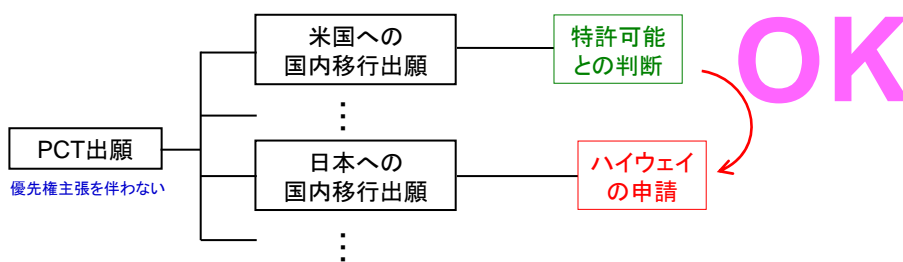 米国への
国内移行出願
特許可能
との判断
OK
PCT出願
優先権主張を伴わない
日本への
国内移行出願
ハイウェイ
の申請